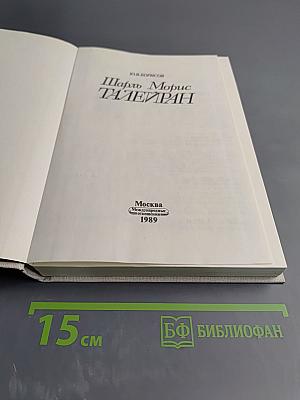 Ю.В.БОРИСОВ
Шарль Морис
ТАЛЕЙРАН
Москва
Международные
отношения
1989
15 см
БФ БИБЛИОФАН